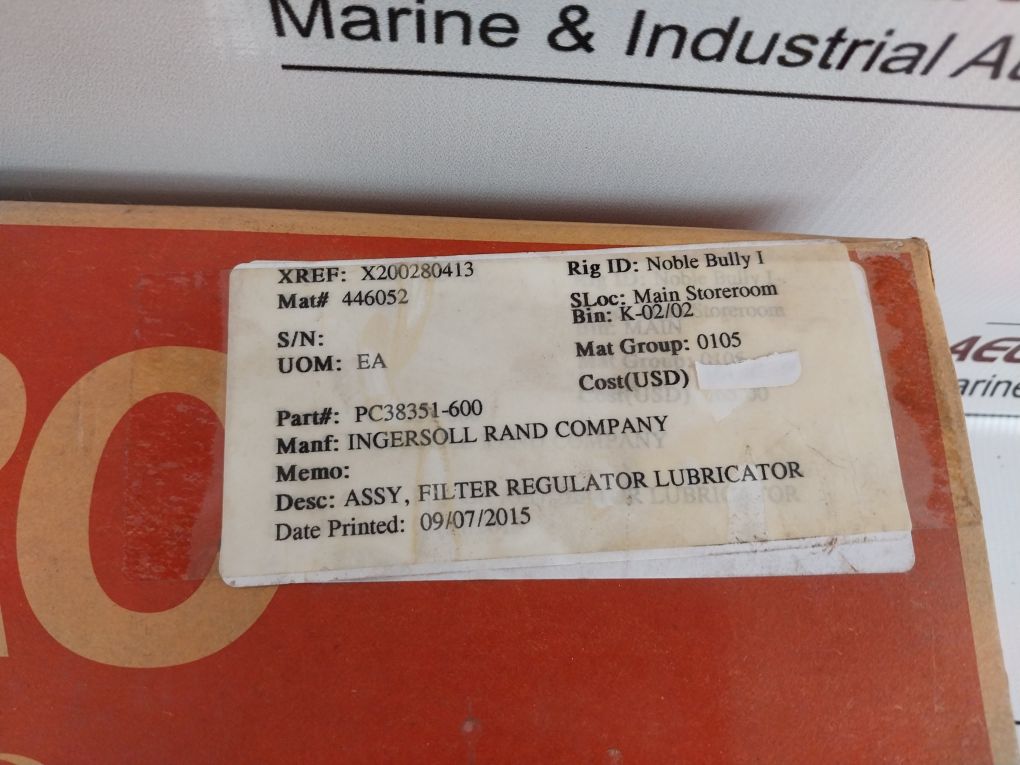 Marine & Industrial
XREF: X200280413
Rig ID: Noble Bully I
Mat# 446052
SLoc: Main Storeroom
Bin: K-02/02
S/N:
Mat Group: 0105
UOM: EA
Cost(USD)
Part#: PC38351-600
Manf: INGERSOLL RAND COMPANY
Memo:
Desc: ASSY, FILTER REGULATOR LUBRICATOR
Date Printed: 09/07/2015